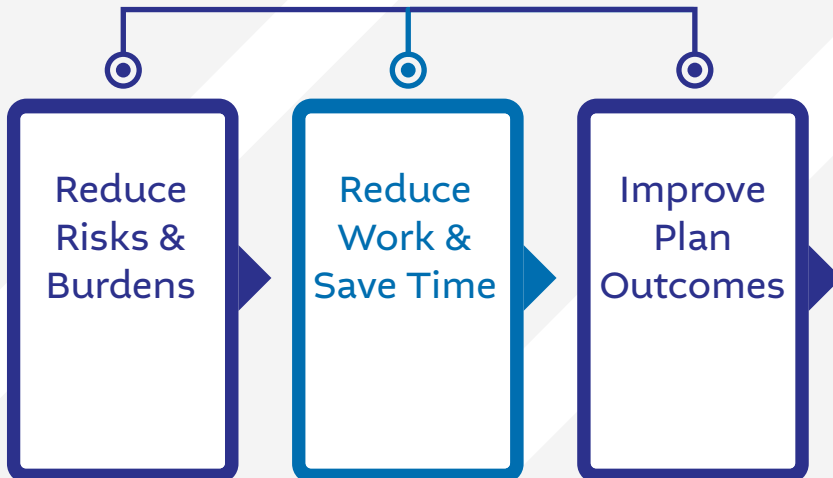 Reduce
Risks &
Burdens
Reduce
Work &
Save Time
Improve
Plan
Outcomes